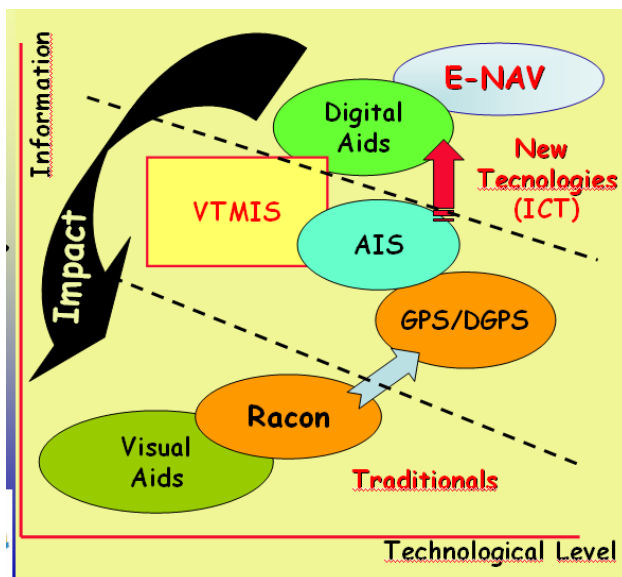 Information
E-NAV
Digital
Aids
New
Tecnologies
(ICT)
VTMIS
AIS
Impact
GPS/DGPS
Racon
Visual
Aids
Traditionals
Technological Level